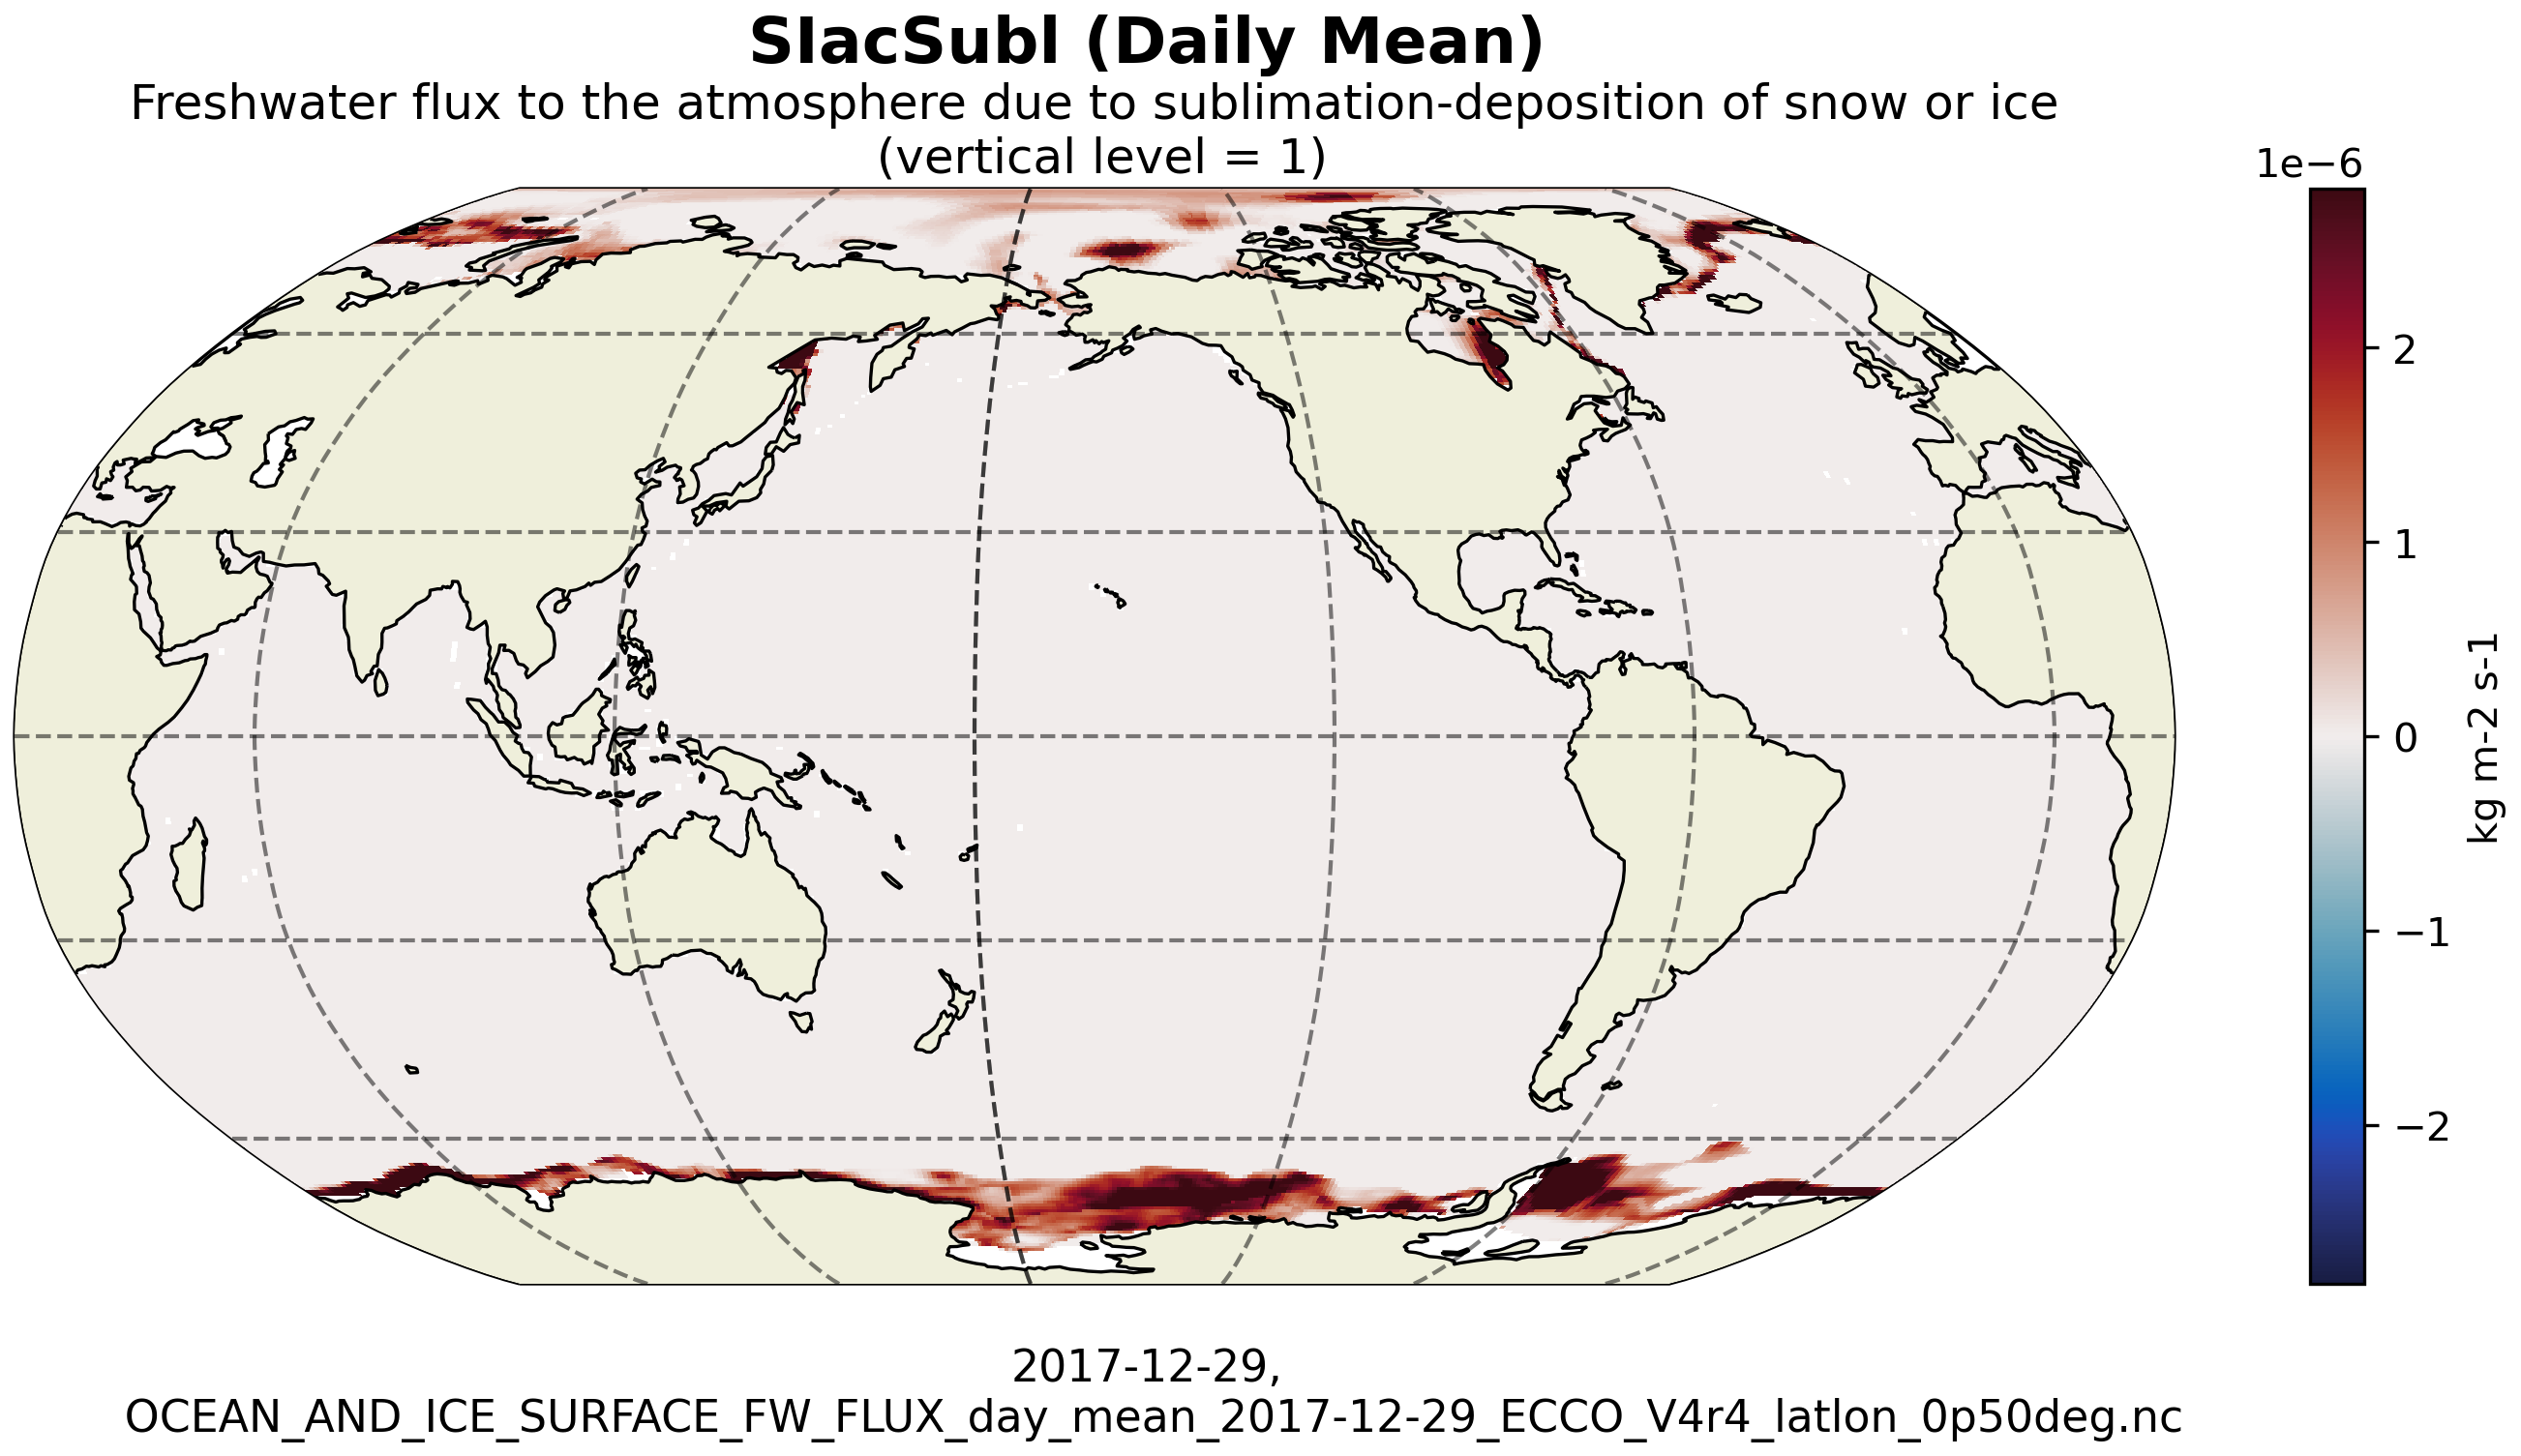 SIacSubl (Daily Mean)
Freshwater flux to the atmosphere due to sublimation-deposition of snow or ice
(vertical level = 1)
1e−6
2
1
0
−1
−2
kg m-2 s-1
2017-12-29,
OCEAN_AND_ICE_SURFACE_FW_FLUX_day_mean_2017-12-29_ECCO_V4r4_latlon_0p50deg.nc